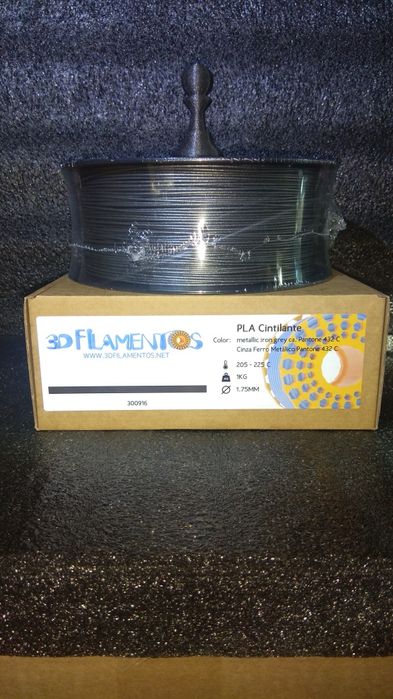 3D FILAMENTOS
WWW.3DFILAMENTOS.NET
300916
PLA Cintilante
Color: metallic iron grey ca. Pantone 432 C
Cinza Ferro Metálico Pantone 432 C
205 - 225 C
1KG
1.75MM